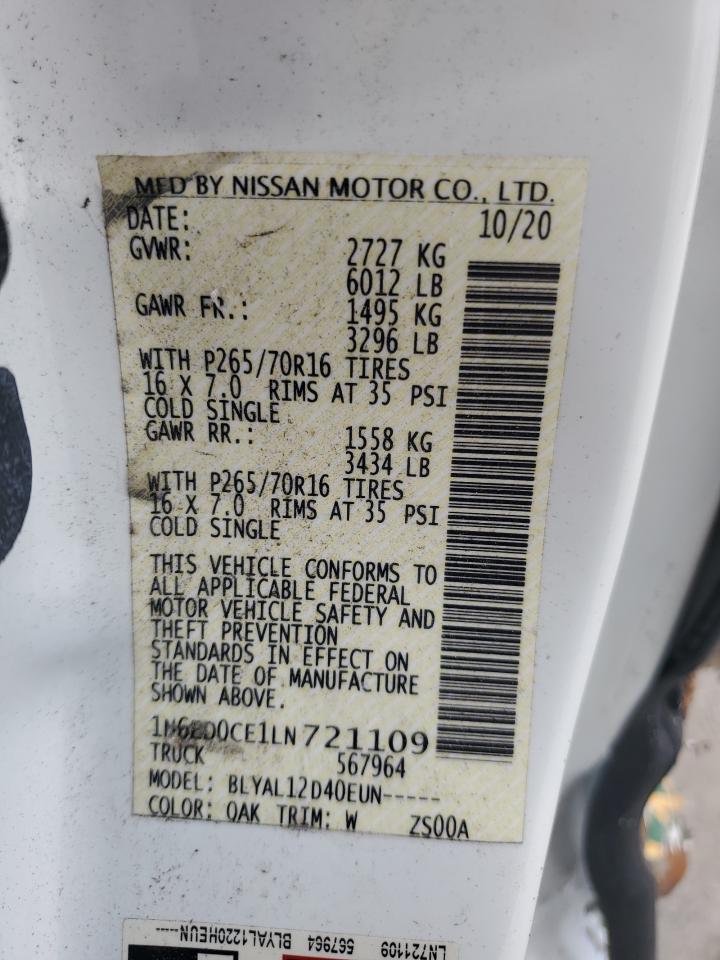 MFD BY NISSAN MOTOR CO., LTD.
DATE: 10/20
GVWR: 2727 KG
6012 LB
GAWR FR.: 1495 KG
3296 LB
WITH P265/70R16 TIRES
16 X 7.0 RIMS AT 35 PSI
COLD SINGLE
GAWR RR.: 1558 KG
3434 LB
WITH P265/70R16 TIRES
16 X 7.0 RIMS AT 35 PSI
COLD SINGLE
THIS VEHICLE CONFORMS TO
ALL APPLICABLE FEDERAL
MOTOR VEHICLE SAFETY AND
THEFT PREVENTION
STANDARDS IN EFFECT ON
THE DATE OF MANUFACTURE
SHOWN ABOVE.
1N6ED0CE1LN721109
TRUCK 567964
MODEL: BLYAL12D40EUN-----
COLOR: QAK TRIM: W ZS00A
LN721109 567964 BLYAL1220HEUN----